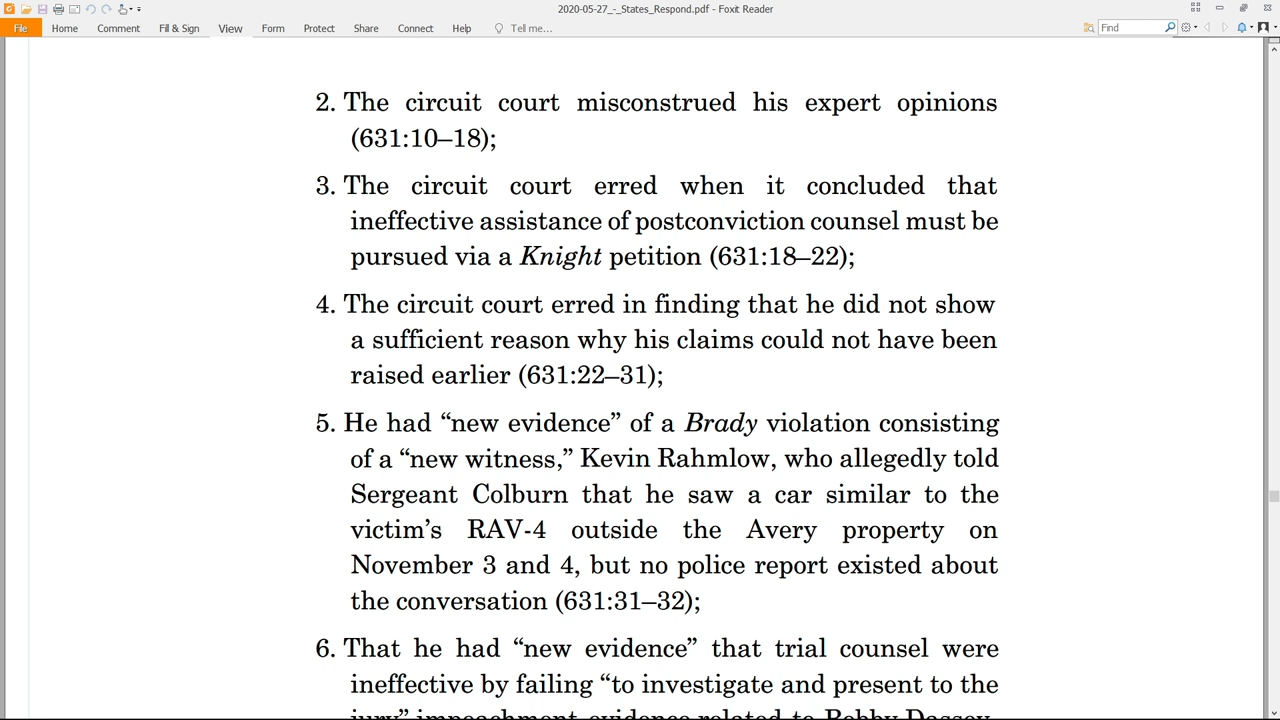 2020-05-27_-_States_Respond.pdf - Foxit Reader
File Home Comment Fill & Sign View Form Protect Share Connect Help Tell me... Find
2. The circuit court misconstrued his expert opinions
(631:10–18);
3. The circuit court erred when it concluded that
ineffective assistance of postconviction counsel must be
pursued via a Knight petition (631:18–22);
4. The circuit court erred in finding that he did not show
a sufficient reason why his claims could not have been
raised earlier (631:22–31);
5. He had “new evidence” of a Brady violation consisting
of a “new witness,” Kevin Rahmlow, who allegedly told
Sergeant Colburn that he saw a car similar to the
victim’s RAV-4 outside the Avery property on
November 3 and 4, but no police report existed about
the conversation (631:31–32);
6. That he had “new evidence” that trial counsel were
ineffective by failing “to investigate and present to the
jury” impeachment evidence related to Bobby Dassey